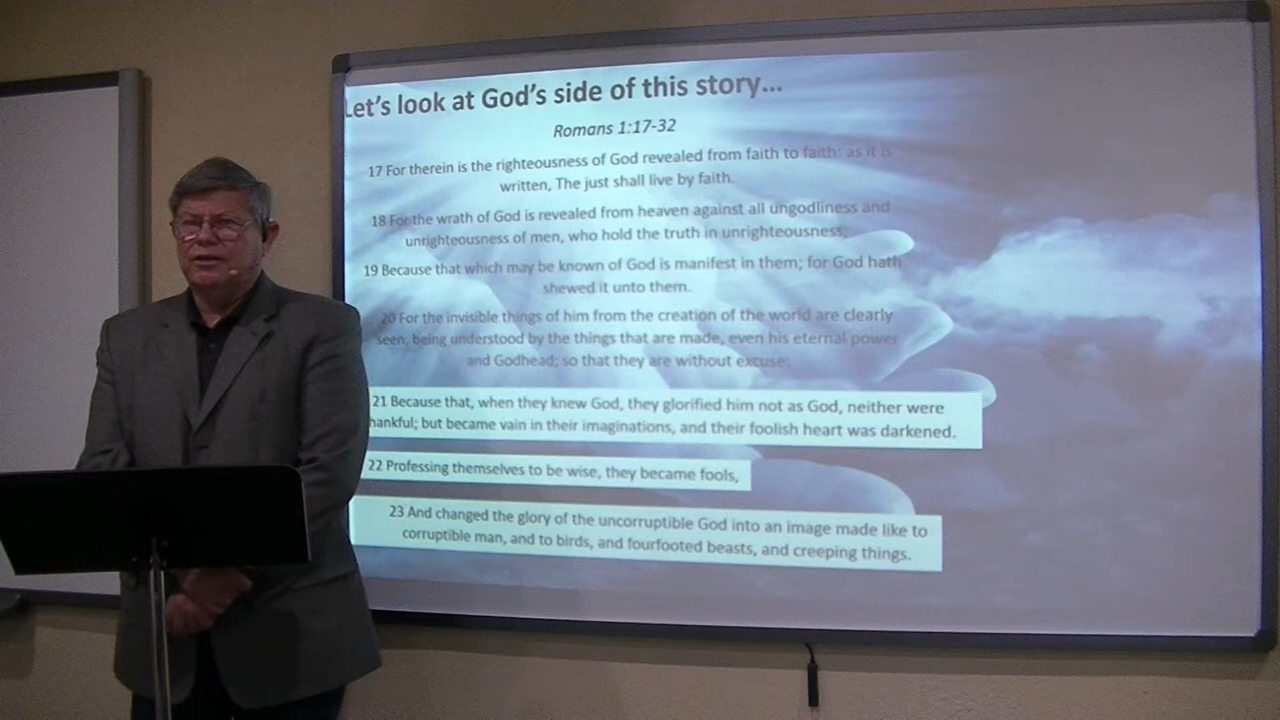 Let's look at God's side of this story...
Romans 1:17-32
17 For therein is the righteousness of God revealed from faith to faith: as it is
written, The just shall live by faith.
18 For the wrath of God is revealed from heaven against all ungodliness and
unrighteousness of men, who hold the truth in unrighteousness;
19 Because that which may be known of God is manifest in them; for God hath
shewed it unto them.
20 For the invisible things of him from the creation of the world are clearly
seen, being understood by the things that are made, even his eternal power
and Godhead; so that they are without excuse:
21 Because that, when they knew God, they glorified him not as God, neither were
hankful; but became vain in their imaginations, and their foolish heart was darkened.
22 Professing themselves to be wise, they became fools,
23 And changed the glory of the uncorruptible God into an image made like to
corruptible man, and to birds, and fourfooted beasts, and creeping things.